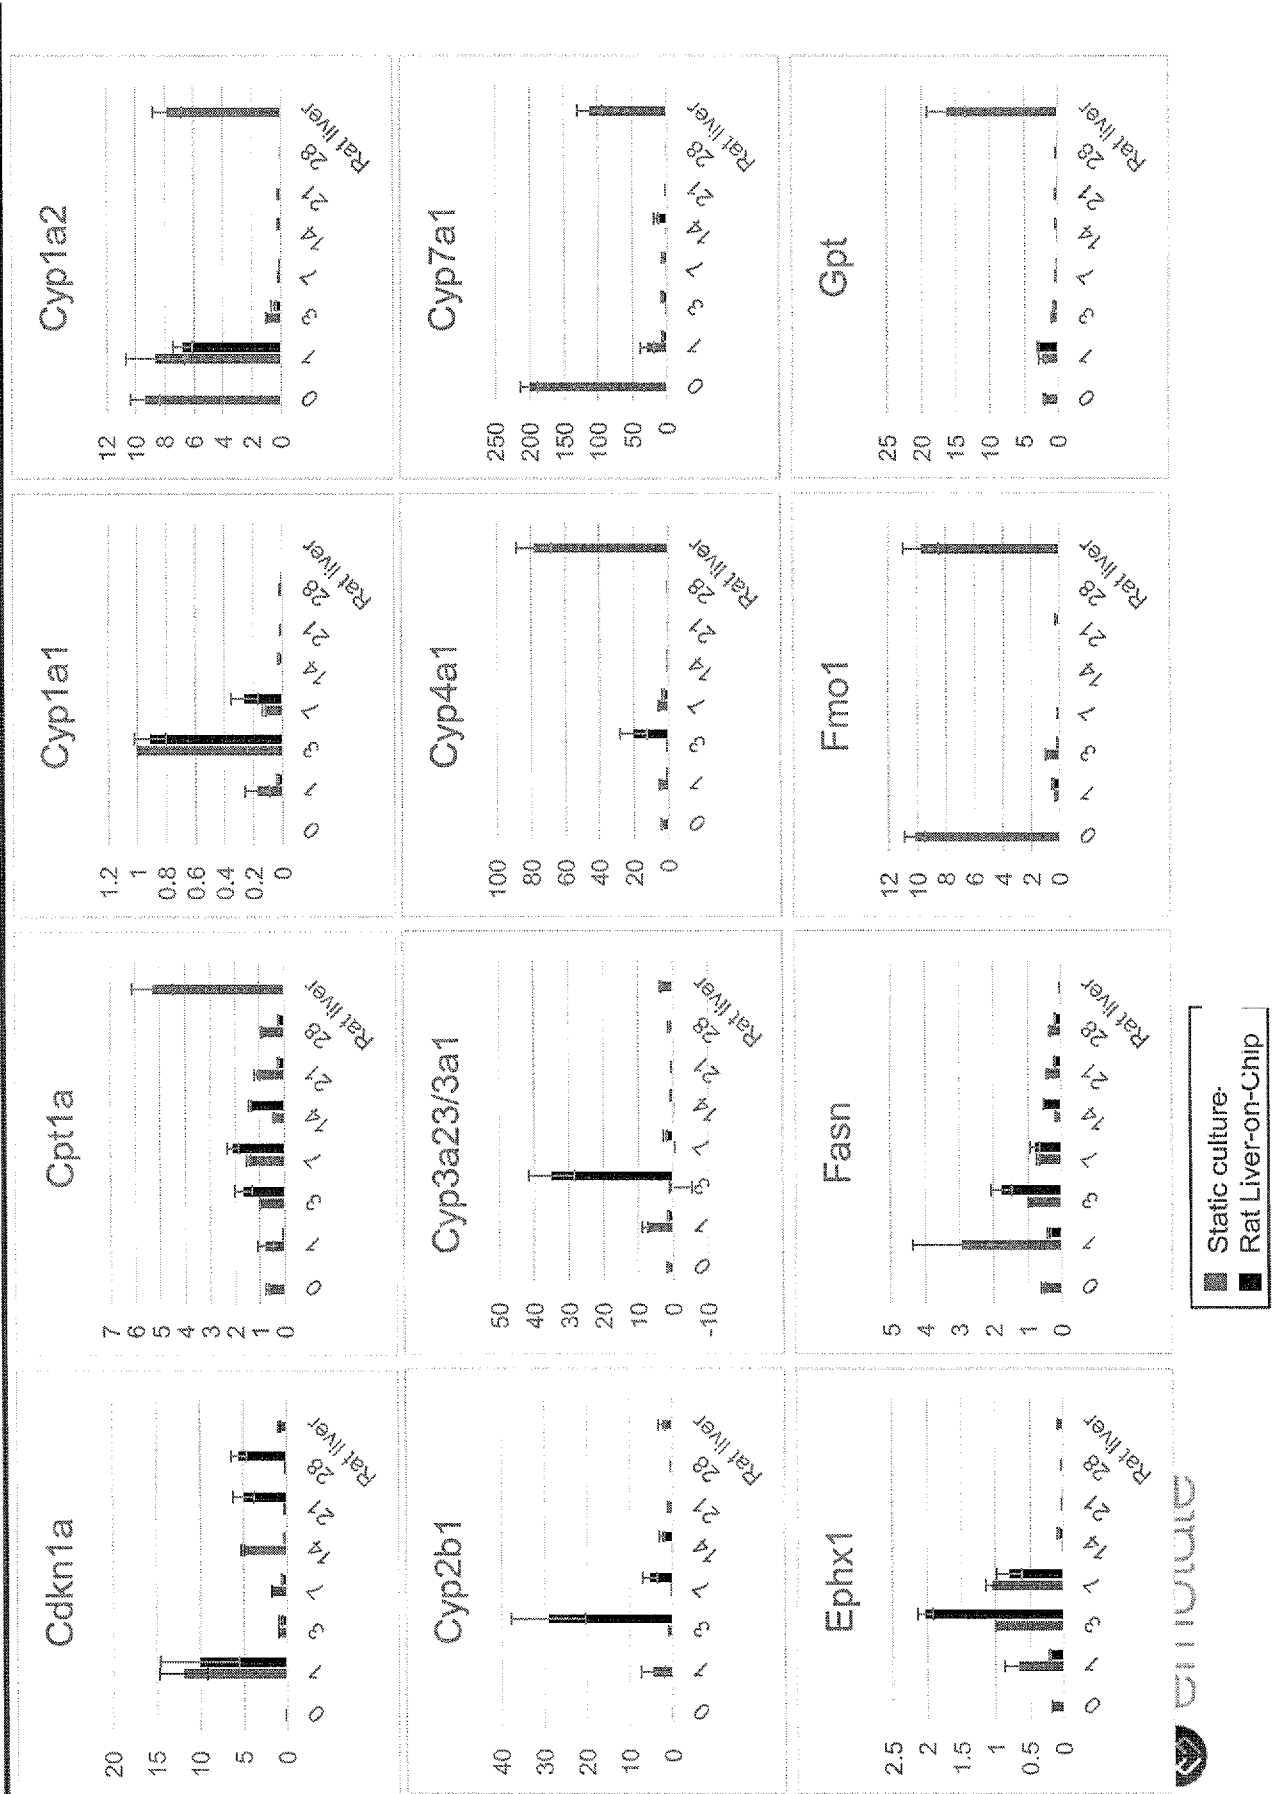 Cdkn1a
20
15
10
5
0
0 1 3 7 14 21 28 Rat liver
Cpt1a
7
6
5
4
3
2
1
0
0 1 3 7 14 21 28 Rat liver
Cyp1a1
1.2
1
0.8
0.6
0.4
0.2
0
0 1 3 7 14 21 28 Rat liver
Cyp1a2
12
10
8
6
4
2
0
0 1 3 7 14 21 28 Rat liver
Cyp2b1
40
30
20
10
0
0 1 3 7 14 21 28 Rat liver
Cyp3a23/3a1
50
40
30
20
10
0
-10
0 1 3 7 14 21 28 Rat liver
Cyp4a1
100
80
60
40
20
0
0 1 3 7 14 21 28 Rat liver
Cyp7a1
250
200
150
100
50
0
0 1 3 7 14 21 28 Rat liver
Ephx1
2.5
2
1.5
1
0.5
0
0 1 3 7 14 21 28 Rat liver
Fasn
5
4
3
2
1
0
0 1 3 7 14 21 28 Rat liver
Fmo1
12
10
8
6
4
2
0
0 1 3 7 14 21 28 Rat liver
Gpt
25
20
15
10
5
0
0 1 3 7 14 21 28 Rat liver
Static culture
Rat Liver-on-Chip